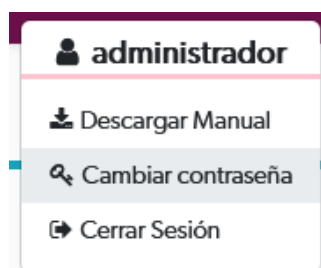 administrador
Descargar Manual
Cambiar contraseña
Cerrar Sesión